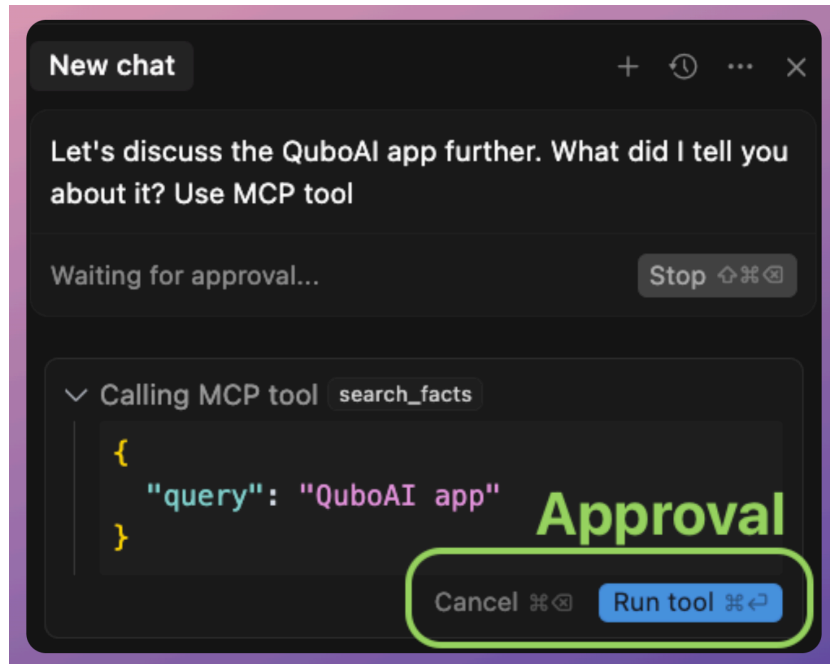 New chat
Let's discuss the QuboAI app further. What did I tell you
about it? Use MCP tool
Waiting for approval...
Stop ⇧⌘⌫
Calling MCP tool search_facts
{
"query": "QuboAI app"
}
Approval
Cancel ⌘⌫
Run tool ⌘⏎